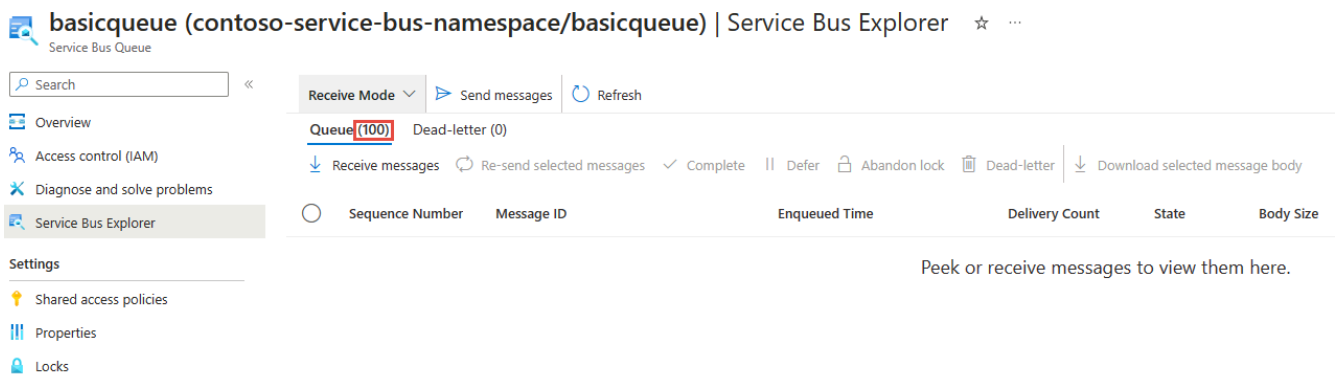 basicqueue (contoso-service-bus-namespace/basicqueue) | Service Bus Explorer
Service Bus Queue
Search
Overview
Access control (IAM)
Diagnose and solve problems
Service Bus Explorer
Settings
Shared access policies
Properties
Locks
Receive Mode Send messages Refresh
Queue (100) Dead-letter (0)
Receive messages Re-send selected messages Complete Defer Abandon lock Dead-letter Download selected message body
Sequence Number Message ID Enqueued Time Delivery Count State Body Size
Peek or receive messages to view them here.